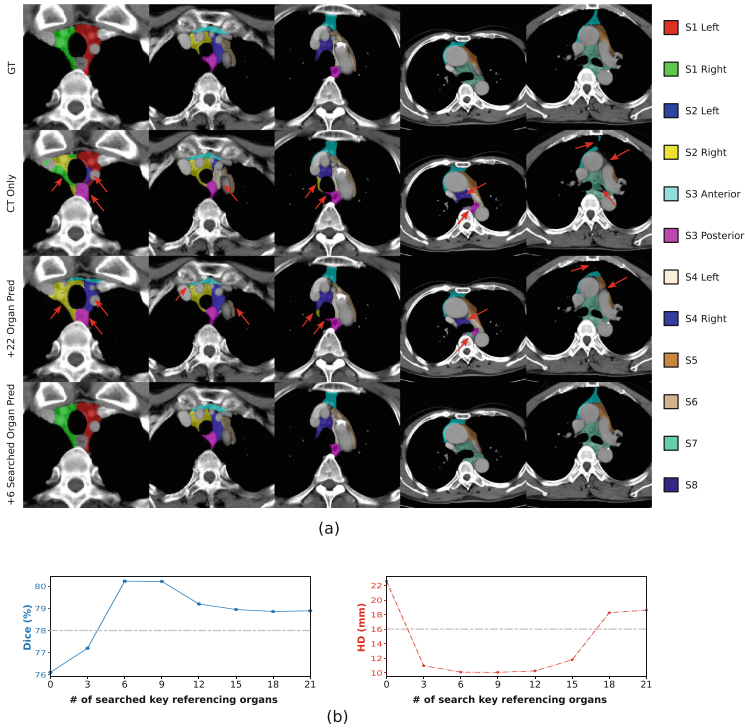 GT
CT Only
+22 Organ Pred
+6 Searched Organ Pred
S1 Left
S1 Right
S2 Left
S2 Right
S3 Anterior
S3 Posterior
S4 Left
S4 Right
S5
S6
S7
S8
(a)
80
79
78
77
76
Dice (%)
0 3 6 9 12 15 18 21
# of searched key referencing organs
22
20
18
16
14
12
10
HD (mm)
0 3 6 9 12 15 18 21
# of search key referencing organs
(b)